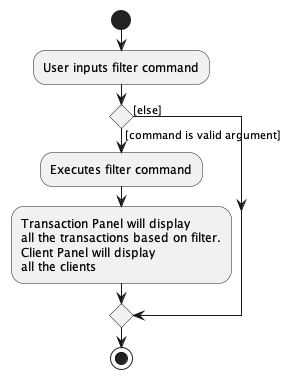 User inputs filter command
[else]
[command is valid argument]
Executes filter command
Transaction Panel will display
all the transactions based on filter.
Client Panel will display
all the clients